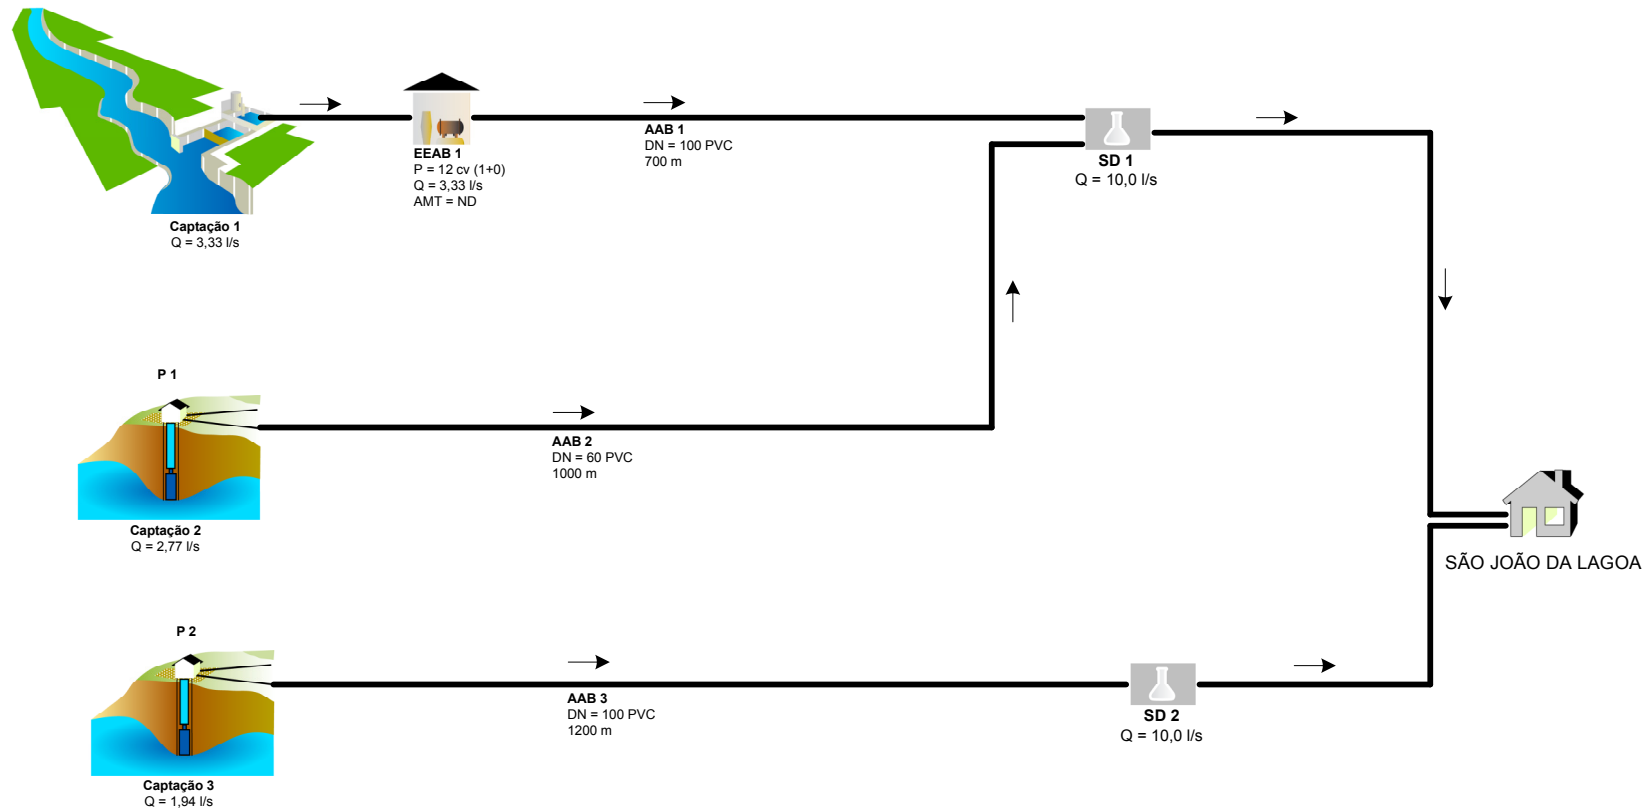 Captação 1
Q = 3,33 l/s
EEAB 1
P = 12 cv (1+0)
Q = 3,33 l/s
AMT = ND
AAB 1
DN = 100 PVC
700 m
SD 1
Q = 10,0 l/s
P 1
Captação 2
Q = 2,77 l/s
AAB 2
DN = 60 PVC
1000 m
SÃO JOÃO DA LAGOA
P 2
Captação 3
Q = 1,94 l/s
AAB 3
DN = 100 PVC
1200 m
SD 2
Q = 10,0 l/s